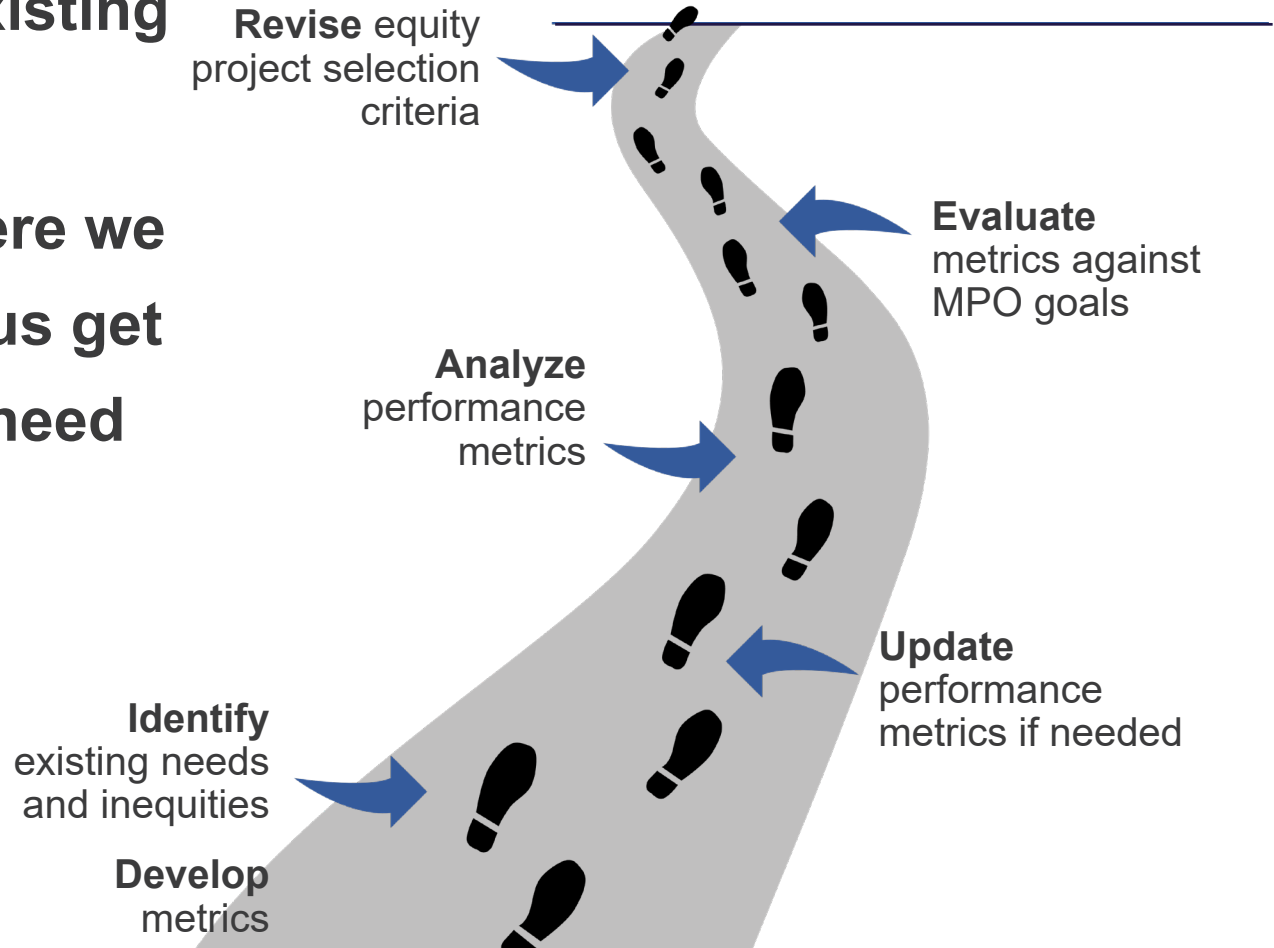 Revise equity
project selection
criteria
ere we
us get
need
Evaluate
metrics against
MPO goals
Analyze
performance
metrics
Update
performance
metrics if needed
Identify
existing needs
and inequities
Develop
metrics